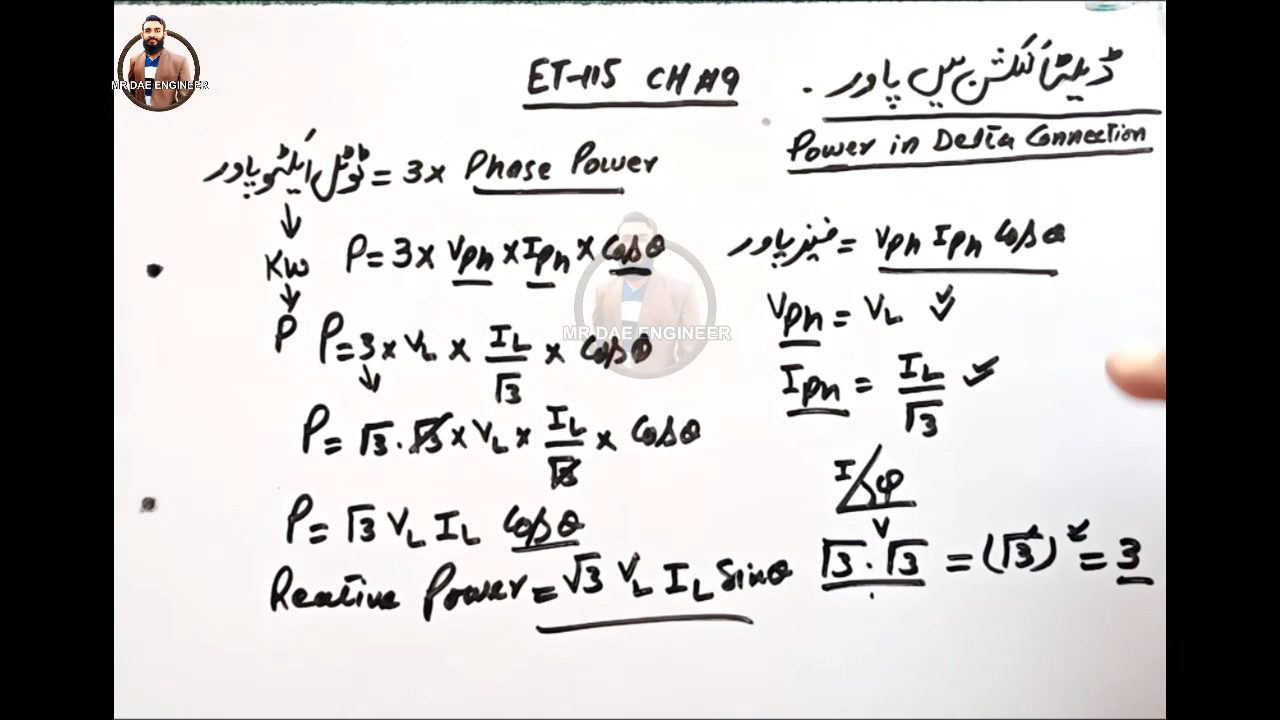 MR DAE ENGINEER
ET-115 CH#9
ڈیلٹا کنکشن میں پاور۔
Power in Delta Connection
ٹوٹل ایکٹو پاور = 3 × Phase Power
↓
Kw
↓
P
P = 3 × Vph × Iph × Cosθ
P = 3 × VL × IL/√3 × Cosθ
↓
P = √3 . √3 × VL × IL/√3 × Cosθ
P = √3 VL IL Cosθ
Reative Power = √3 VL IL Sinθ
فیز پاور = Vph Iph Cosθ
Vph = VL ✓
Iph = IL/√3 ✓
I φ
V
√3 . √3 = (√3)² = 3
MR DAE ENGINEER